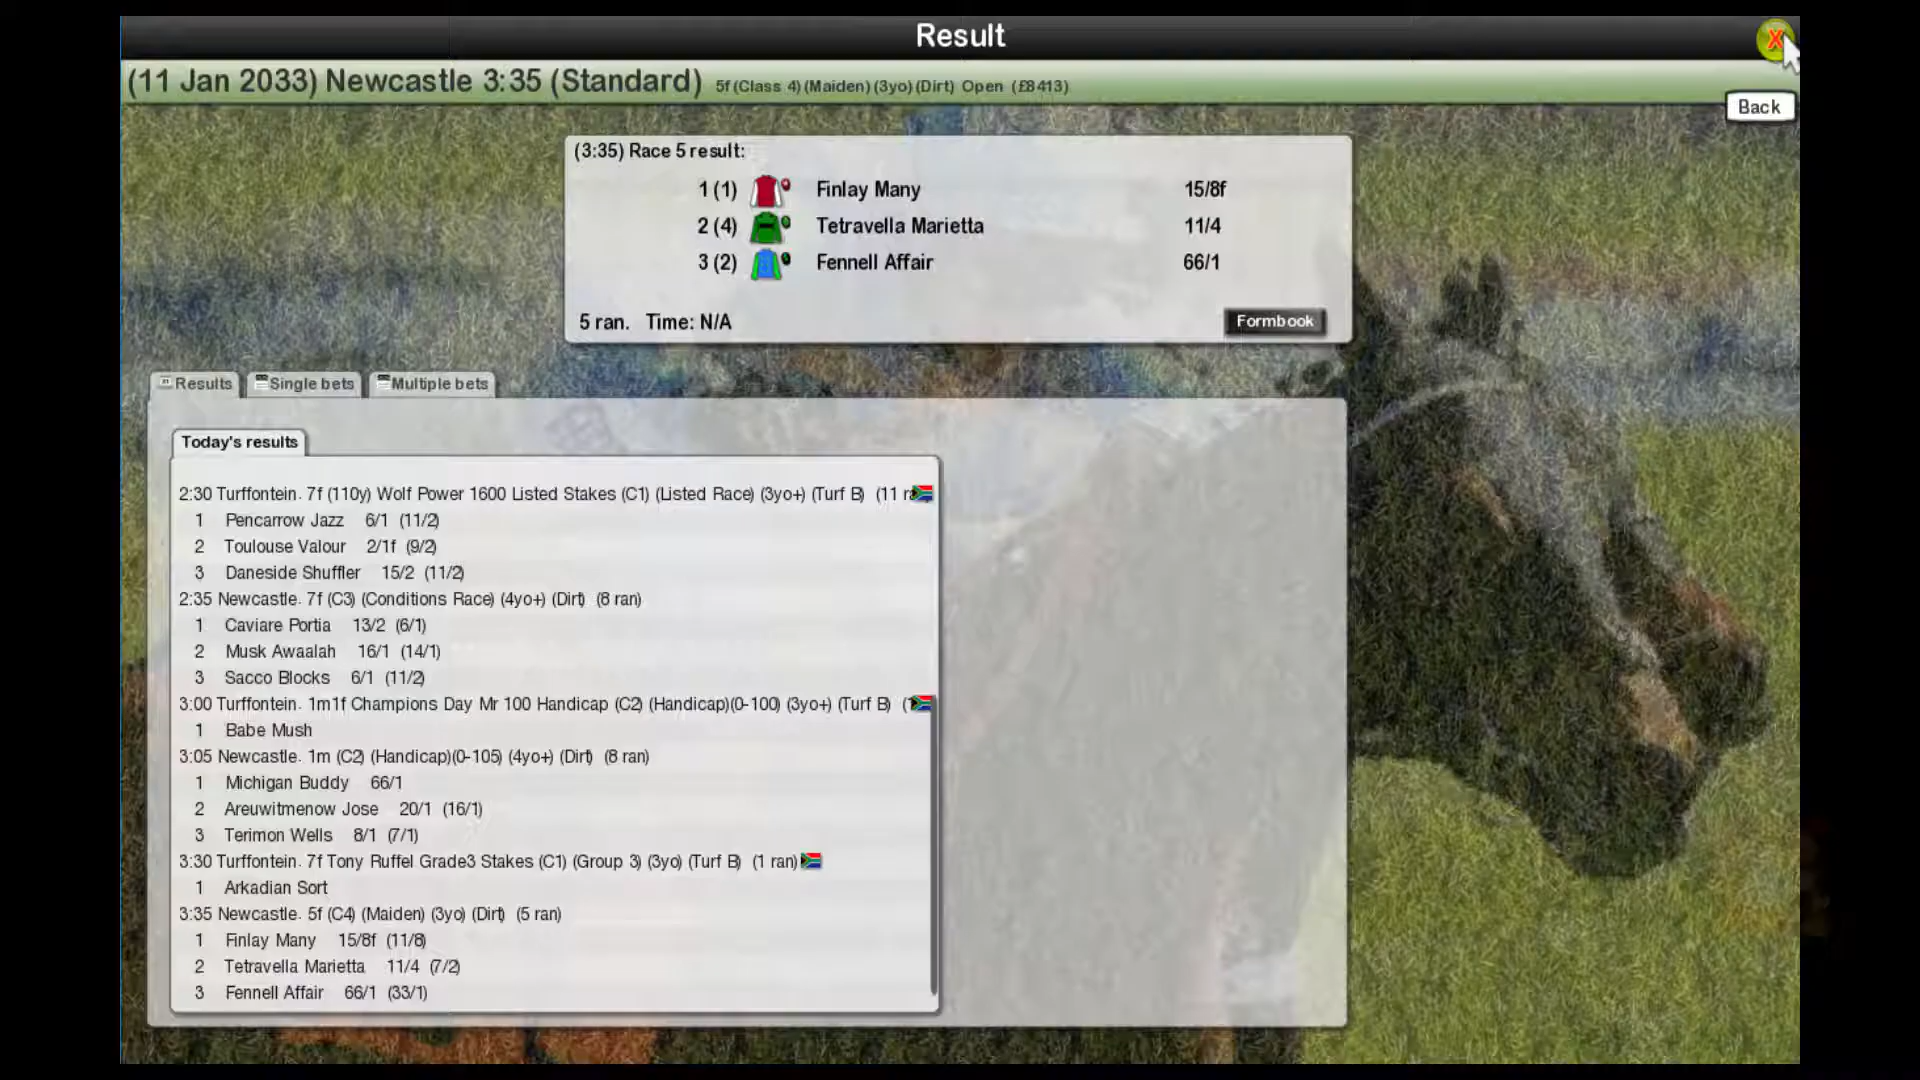 Result
X
(11 Jan 2033) Newcastle 3:35 (Standard) 5f (Class 4) (Maiden) (3yo) (Dirt) Open (£8413)
Back
(3:35) Race 5 result:
1 (1) Finlay Many 15/8f
2 (4) Tetravella Marietta 11/4
3 (2) Fennell Affair 66/1
5 ran. Time: N/A Formbook
Results Single bets Multiple bets
Today's results
2:30 Turffontein. 7f (110y) Wolf Power 1600 Listed Stakes (C1) (Listed Race) (3yo+) (Turf B) (11
1 Pencarrow Jazz 6/1 (11/2)
2 Toulouse Valour 2/1f (9/2)
3 Daneside Shuffler 15/2 (11/2)
2:35 Newcastle. 7f (C3) (Conditions Race) (4yo+) (Dirt) (8 ran)
1 Caviare Portia 13/2 (6/1)
2 Musk Awaalah 16/1 (14/1)
3 Sacco Blocks 6/1 (11/2)
3:00 Turffontein. 1m1f Champions Day Mr 100 Handicap (C2) (Handicap)(0-100) (3yo+) (Turf B)
1 Babe Mush
3:05 Newcastle. 1m (C2) (Handicap)(0-105) (4yo+) (Dirt) (8 ran)
1 Michigan Buddy 66/1
2 Areuwitmenow Jose 20/1 (16/1)
3 Terimon Wells 8/1 (7/1)
3:30 Turffontein. 7f Tony Ruffel Grade3 Stakes (C1) (Group 3) (3yo) (Turf B) (1 ran)
1 Arkadian Sort
3:35 Newcastle. 5f (C4) (Maiden) (3yo) (Dirt) (5 ran)
1 Finlay Many 15/8f (11/8)
2 Tetravella Marietta 11/4 (7/2)
3 Fennell Affair 66/1 (33/1)